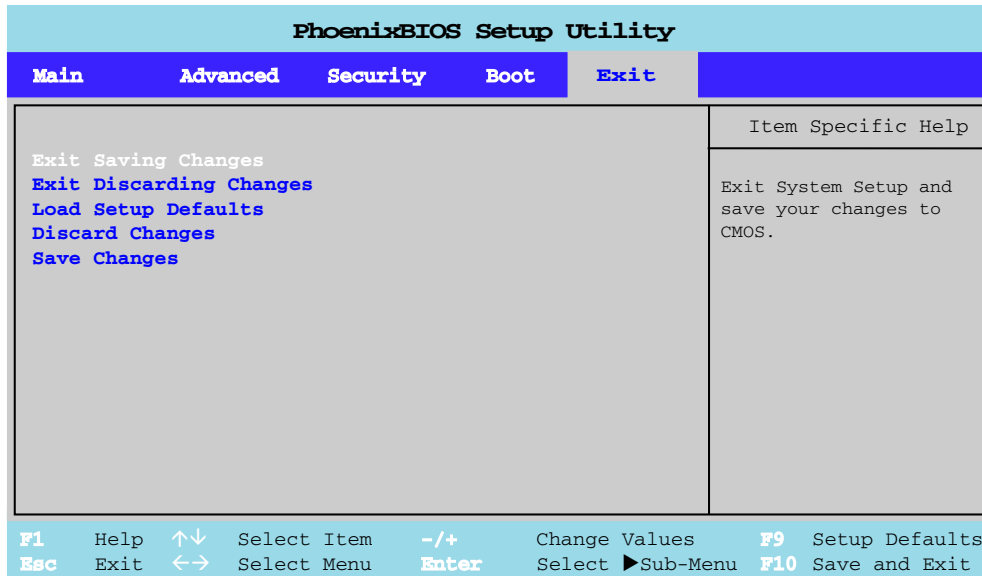 PhoenixBIOS Setup Utility
Main Advanced Security Boot Exit
Item Specific Help
Exit Saving Changes
Exit Discarding Changes
Load Setup Defaults
Discard Changes
Save Changes
Exit System Setup and
save your changes to
CMOS.
F1 Help ↑↓ Select Item -/+ Change Values F9 Setup Defaults
Esc Exit ←→ Select Menu Enter Select ▶Sub-Menu F10 Save and Exit